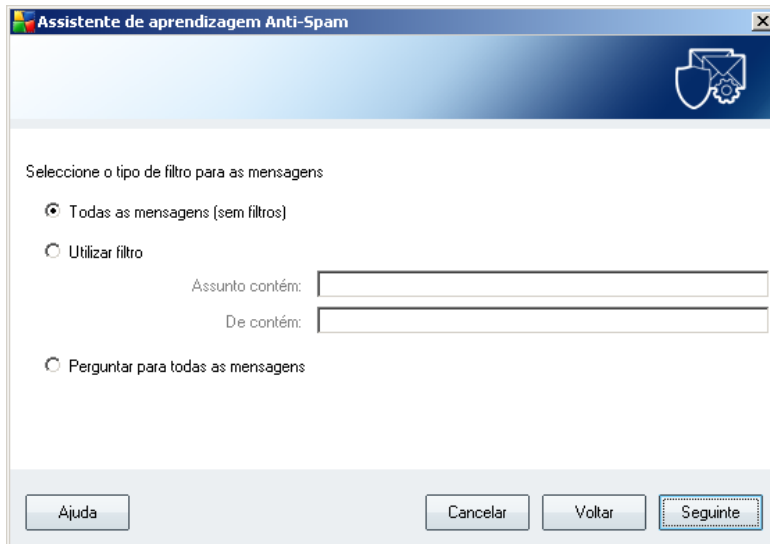 Assistente de aprendizagem Anti-Spam
Seleccione o tipo de filtro para as mensagens
Todas as mensagens (sem filtros)
Utilizar filtro
Assunto contém:
De contém:
Perguntar para todas as mensagens
Ajuda
Cancelar
Voltar
Seguinte